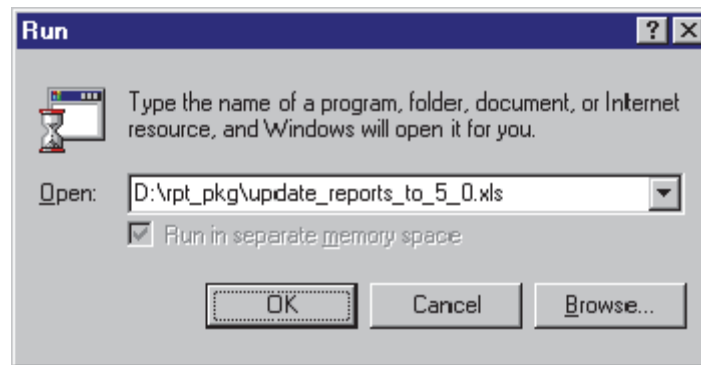 Run
Type the name of a program, folder, document, or Internet
resource, and Windows will open it for you.
Open: D:\rpt_pkg\update_reports_to_5_0.xls
Run in separate memory space
OK Cancel Browse...